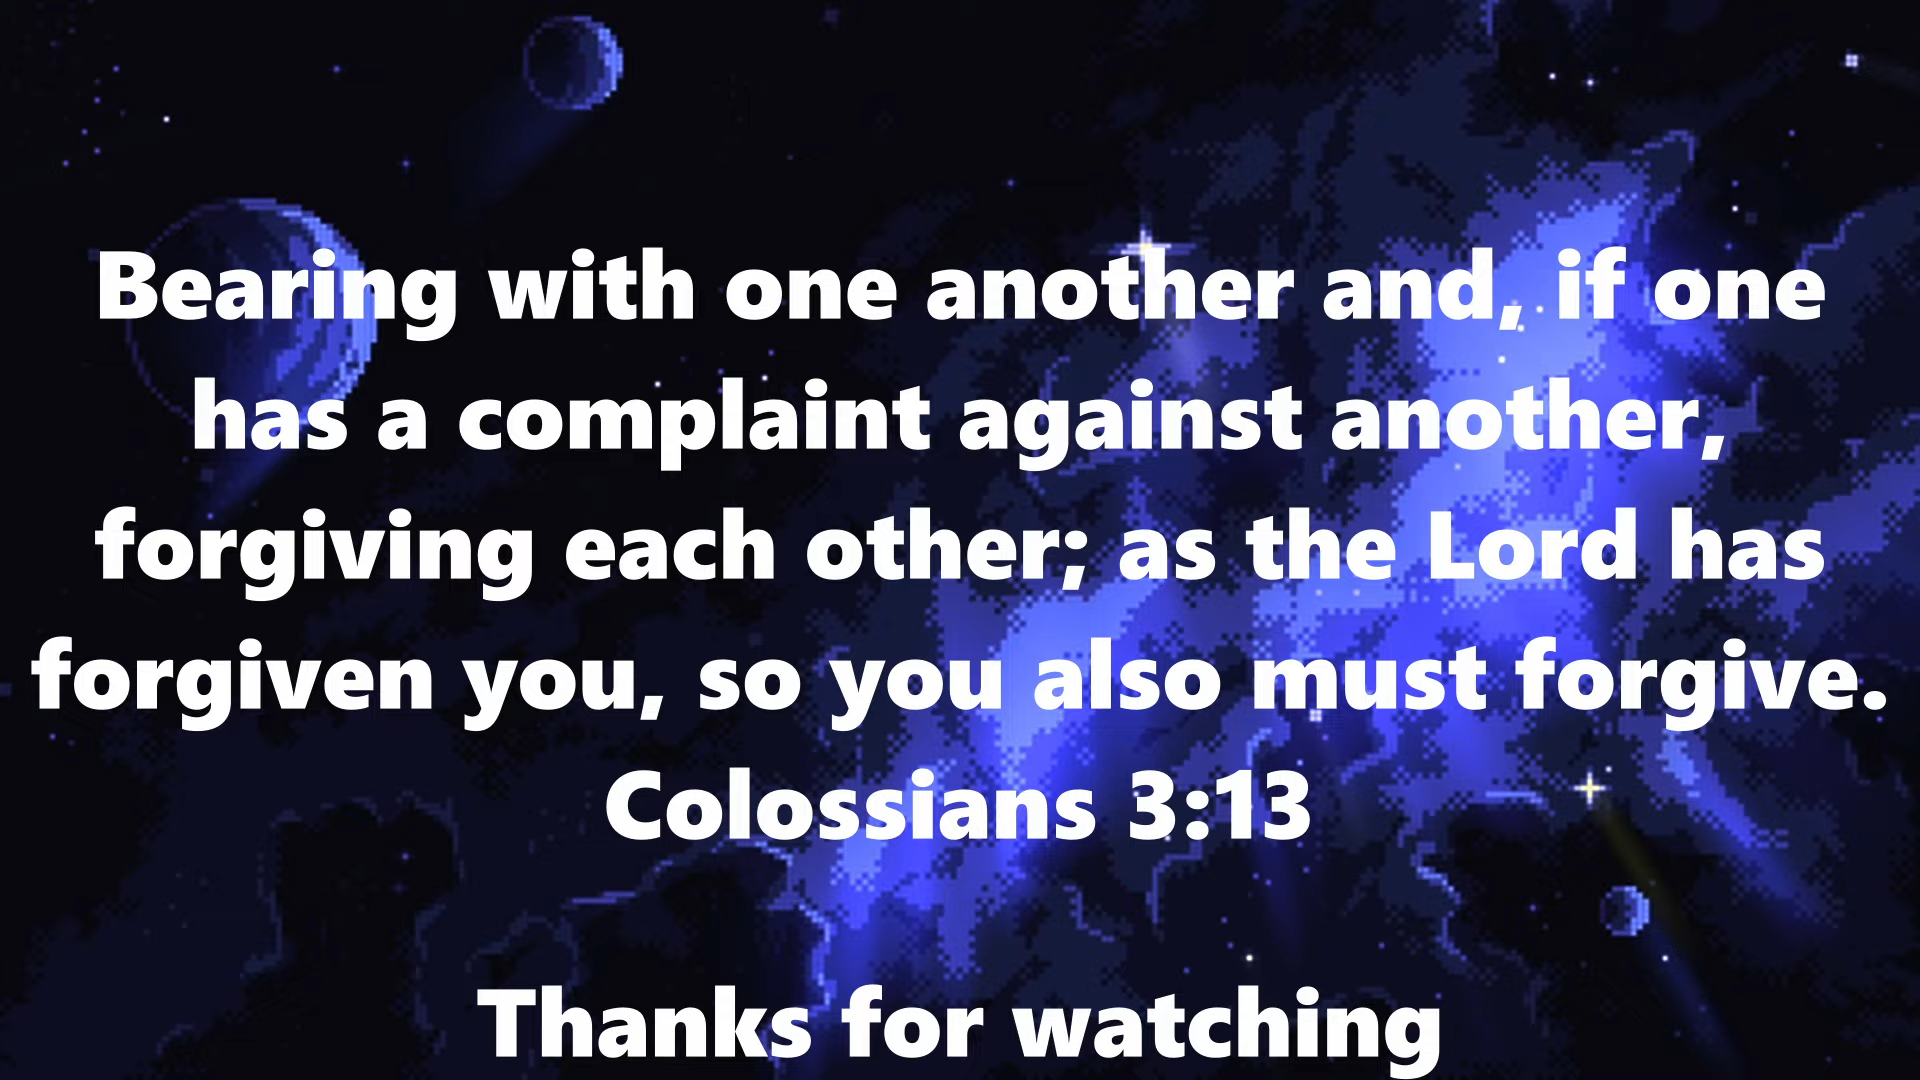 Bearing with one another and, if one
has a complaint against another,
forgiving each other; as the Lord has
forgiven you, so you also must forgive.
Colossians 3:13
Thanks for watching